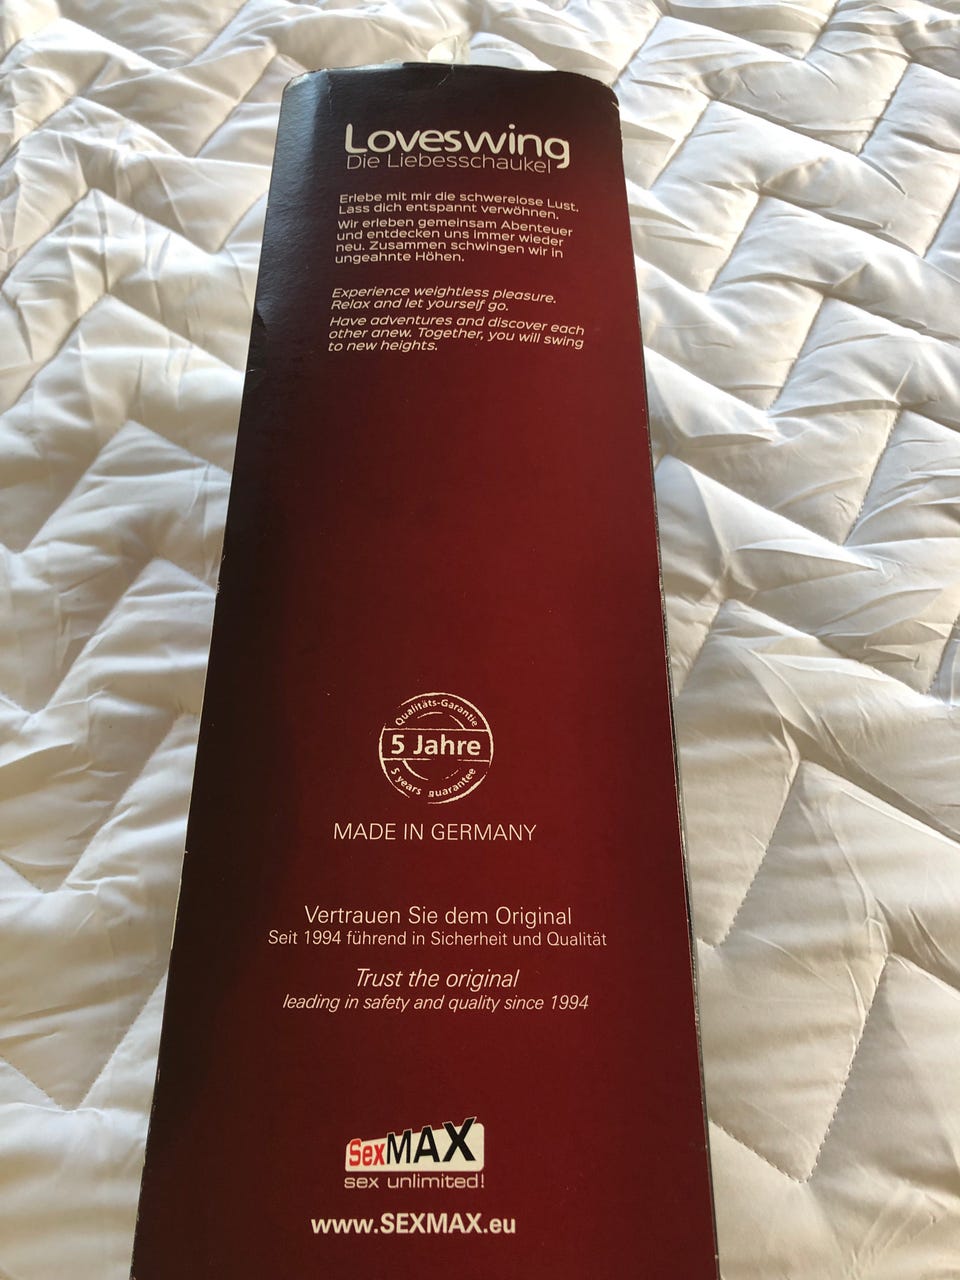 Loveswing
Die Liebesschaukel
Erlebe mit mir die schwerelose Lust.
Lass dich entspannt verwöhnen.
Wir erleben gemeinsam Abenteuer
und entdecken uns immer wieder
neu. Zusammen schwingen wir in
ungeahnte Höhen.
Experience weightless pleasure.
Relax and let yourself go.
Have adventures and discover each
other anew. Together, you will swing
to new heights.
Qualitäts-Garantie
5 Jahre
5 years guarantee
MADE IN GERMANY
Vertrauen Sie dem Original
Seit 1994 führend in Sicherheit und Qualität
Trust the original
leading in safety and quality since 1994
SexMAX
sex unlimited!
www.SEXMAX.eu